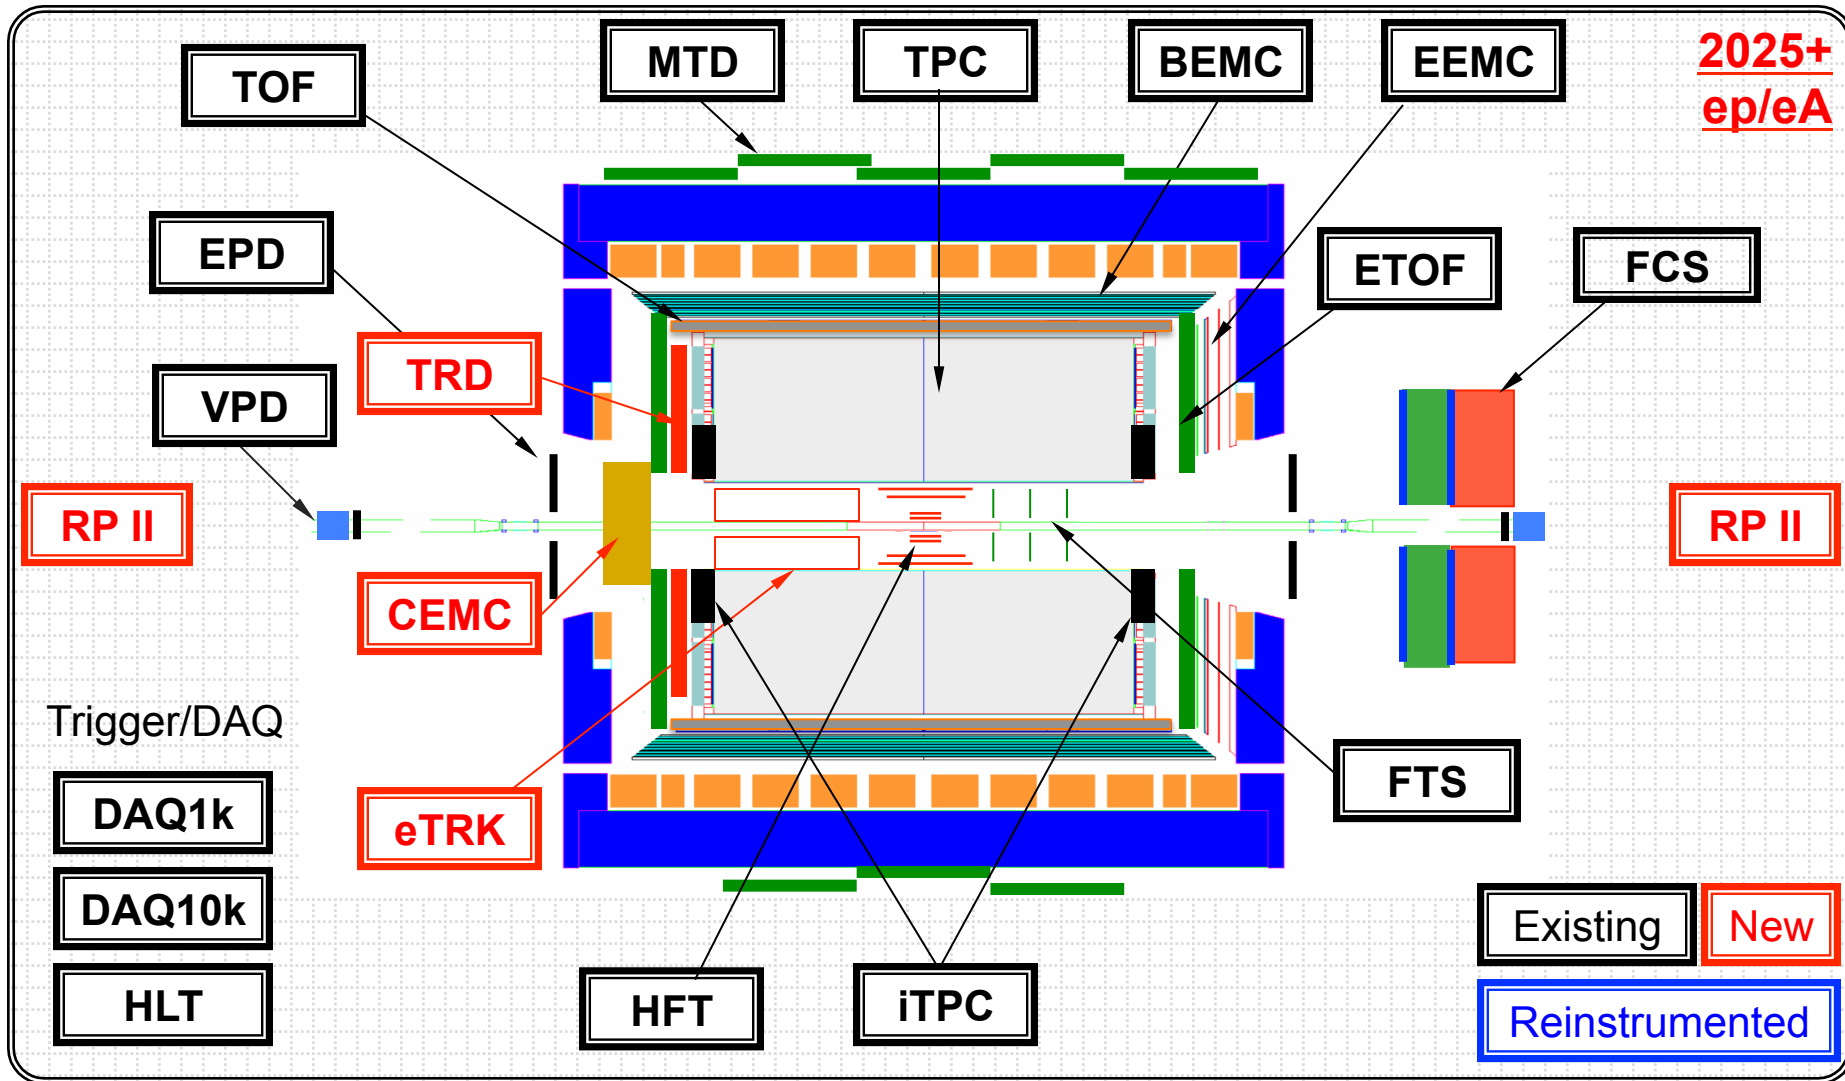 MTD
TPC
BEMC
EEMC
2025+
ep/eA
TOF
EPD
ETOF
FCS
TRD
VPD
RP II
RP II
CEMC
Trigger/DAQ
FTS
DAQ1k
eTRK
DAQ10k
Existing
New
HLT
HFT
iTPC
Reinstrumented